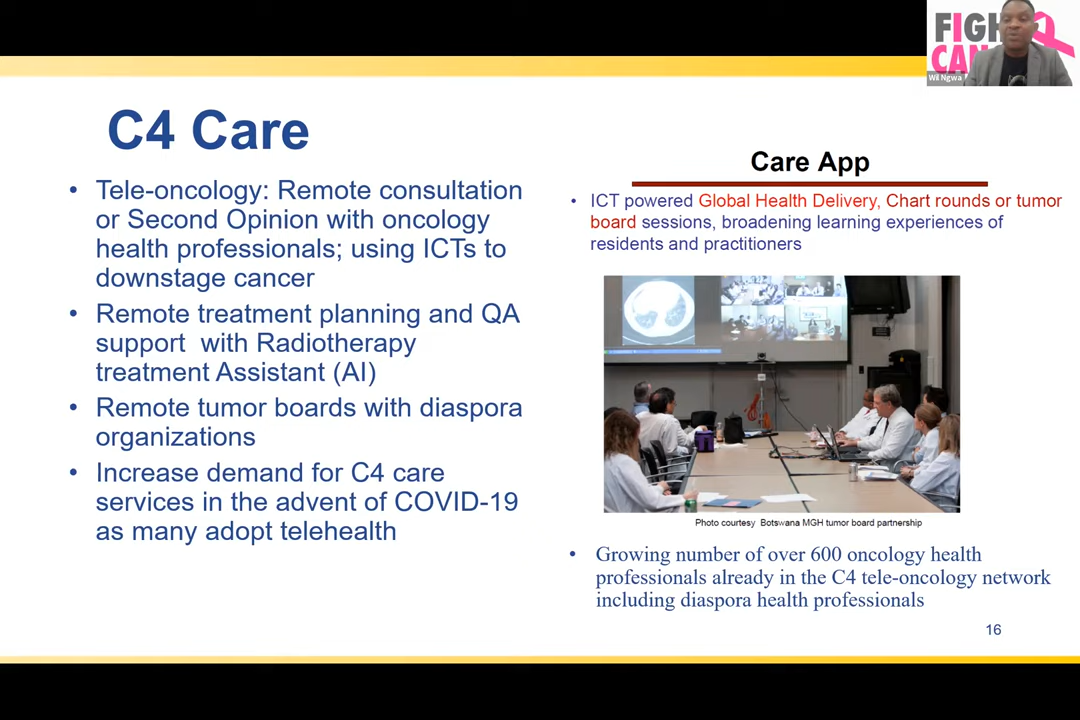 C4 Care
• Tele-oncology: Remote consultation
or Second Opinion with oncology
health professionals; using ICTs to
downstage cancer
• Remote treatment planning and QA
support with Radiotherapy
treatment Assistant (AI)
• Remote tumor boards with diaspora
organizations
• Increase demand for C4 care
services in the advent of COVID-19
as many adopt telehealth
Care App
• ICT powered Global Health Delivery, Chart rounds or tumor
board sessions, broadening learning experiences of
residents and practitioners
Photo courtesy Botswana MGH tumor board partnership
• Growing number of over 600 oncology health
professionals already in the C4 tele-oncology network
including diaspora health professionals
16
Wil Ngwa